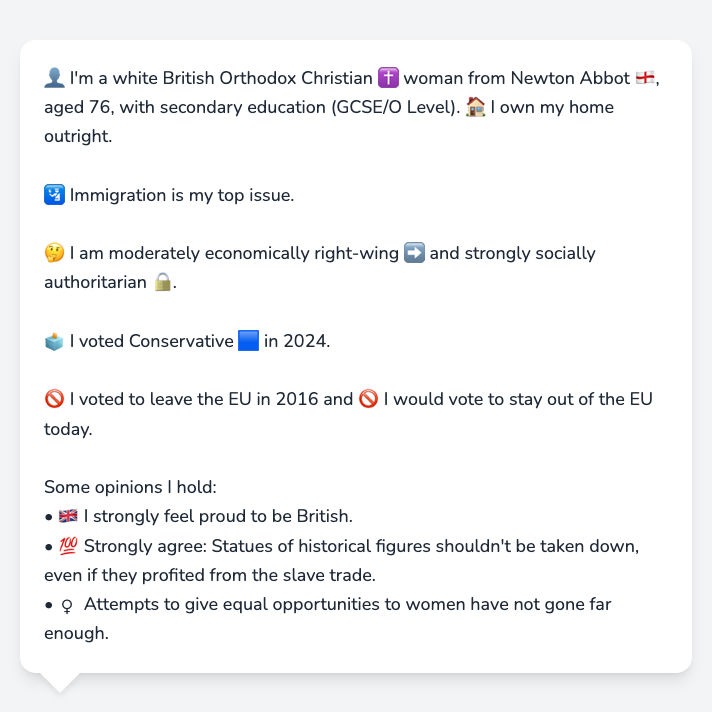 👤 I'm a white British Orthodox Christian ✝️ woman from Newton Abbot 🏴󠁧󠁢󠁥󠁮󠁧󠁿,
aged 76, with secondary education (GCSE/O Level). 🏠 I own my home
outright.
🛂 Immigration is my top issue.
🤔 I am moderately economically right-wing ➡️ and strongly socially
authoritarian 🔒.
🗳️ I voted Conservative 🟦 in 2024.
🚫 I voted to leave the EU in 2016 and 🚫 I would vote to stay out of the EU
today.
Some opinions I hold:
• 🇬🇧 I strongly feel proud to be British.
• 💯 Strongly agree: Statues of historical figures shouldn't be taken down,
even if they profited from the slave trade.
• ♀ Attempts to give equal opportunities to women have not gone far
enough.